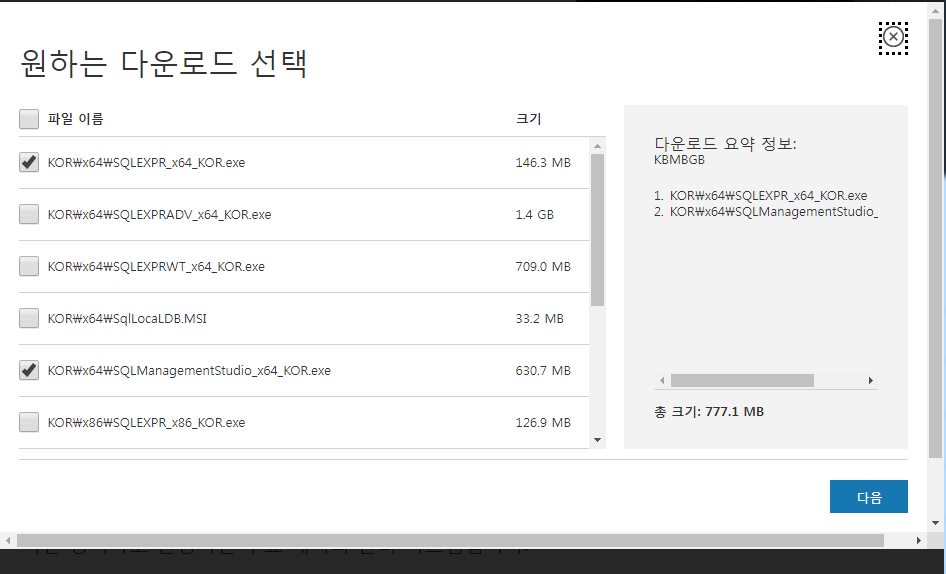 원하는 다운로드 선택
파일 이름 크기
KOR₩x64₩SQLEXPR_x64_KOR.exe 146.3 MB
KOR₩x64₩SQLEXPRADV_x64_KOR.exe 1.4 GB
KOR₩x64₩SQLEXPRWT_x64_KOR.exe 709.0 MB
KOR₩x64₩SqlLocaLDB.MSI 33.2 MB
KOR₩x64₩SQLManagementStudio_x64_KOR.exe 630.7 MB
KOR₩x86₩SQLEXPR_x86_KOR.exe 126.9 MB
다운로드 요약 정보:
KBMBGB
1. KOR₩x64₩SQLEXPR_x64_KOR.exe
2. KOR₩x64₩SQLManagementStudio_
총 크기: 777.1 MB
다음